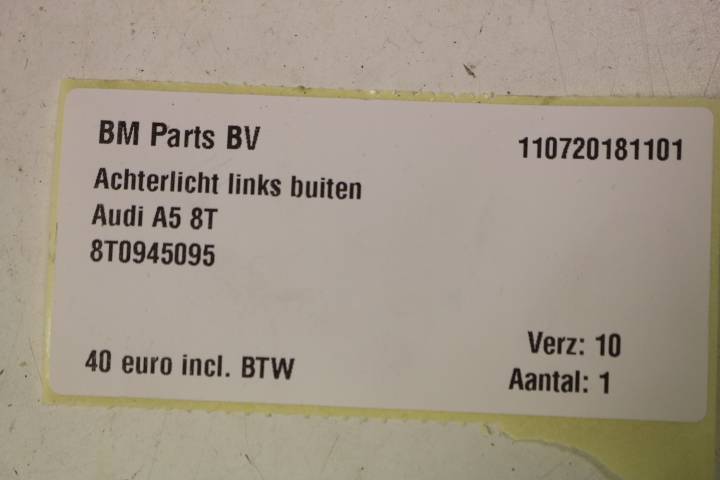 BM Parts BV
110720181101
Achterlicht links buiten
Audi A5 8T
8T0945095
Verz: 10
40 euro incl. BTW
Aantal: 1